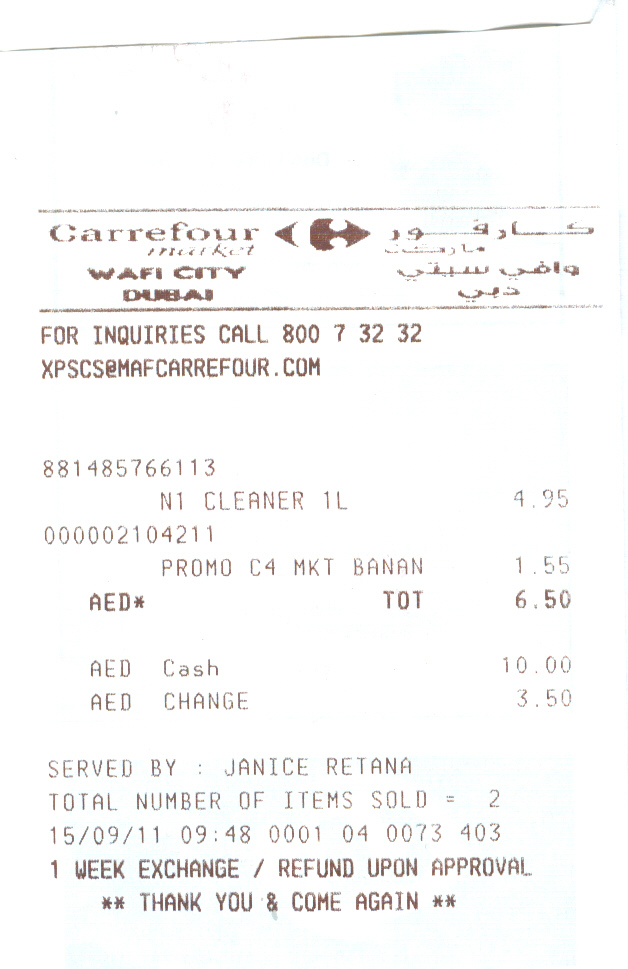 Carrefour كارفور
market ماركت
WAFI CITY وافي سيتي
DUBAI دبي
FOR INQUIRIES CALL 800 7 32 32
XPSCS@MAFCARREFOUR.COM
881485766113
N1 CLEANER 1L 4.95
000002104211
PROMO C4 MKT BANAN 1.55
AED* TOT 6.50
AED Cash 10.00
AED CHANGE 3.50
SERVED BY : JANICE RETANA
TOTAL NUMBER OF ITEMS SOLD = 2
15/09/11 09:48 0001 04 0073 403
1 WEEK EXCHANGE / REFUND UPON APPROVAL
** THANK YOU & COME AGAIN **